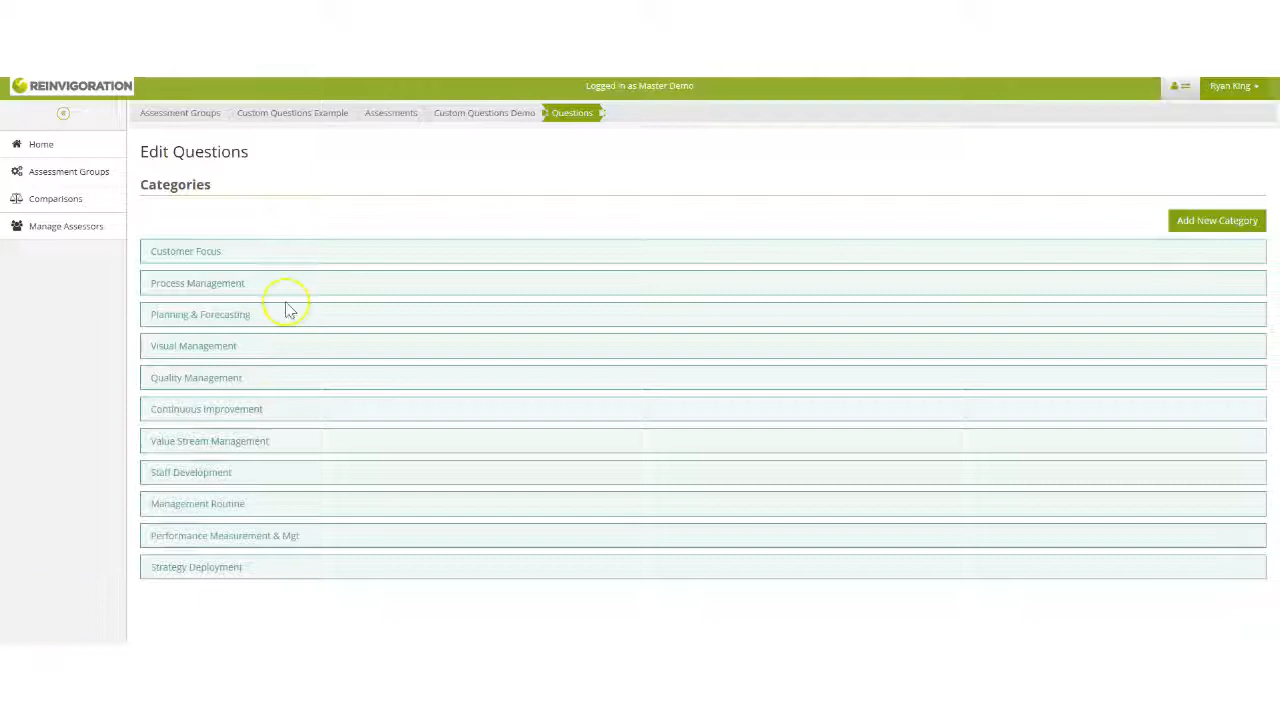 REINVIGORATION
Logged in as Master Demo
Ryan King
Assessment Groups
Custom Questions Example
Assessments
Custom Questions Demo
Questions
Home
Assessment Groups
Comparisons
Manage Assessors
Edit Questions
Categories
Add New Category
Customer Focus
Process Management
Planning & Forecasting
Visual Management
Quality Management
Continuous Improvement
Value Stream Management
Staff Development
Management Routine
Performance Measurement & Mgt
Strategy Deployment